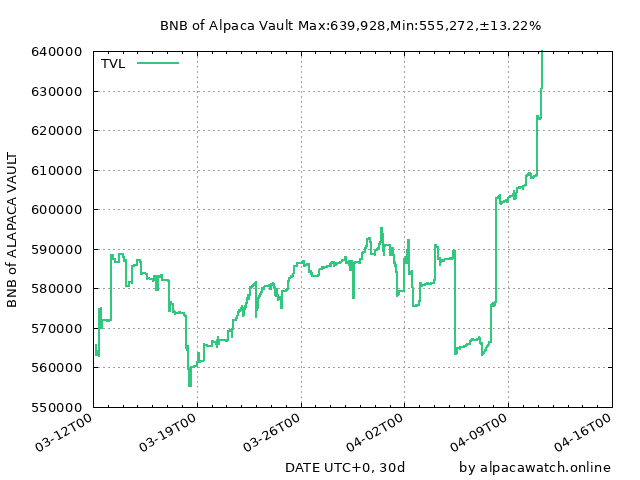 BNB of Alpaca Vault Max:639,928,Min:555,272,±13.22%
640000
TVL
630000
620000
610000
600000
590000
580000
570000
560000
550000
BNB of ALAPACA VAULT
03-12T00
03-19T00
03-26T00
04-02T00
04-09T00
04-16T00
DATE UTC+0, 30d
by alpacawatch.online